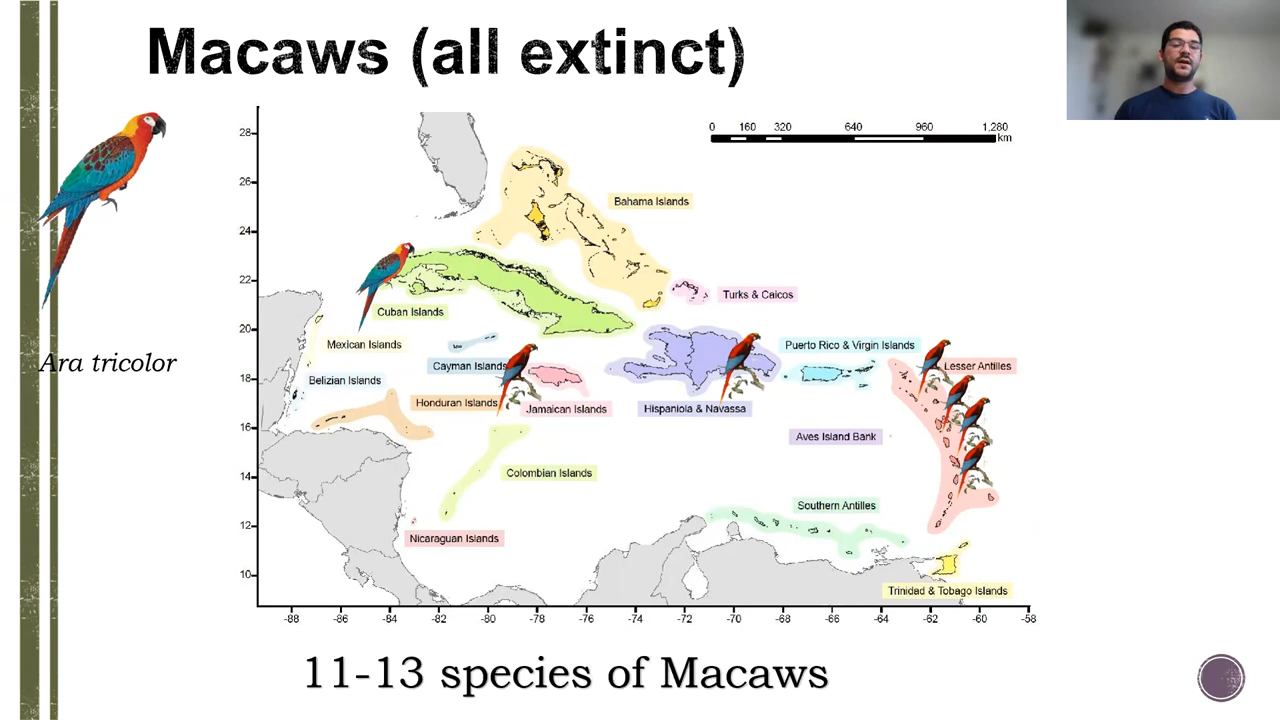 Macaws (all extinct)
0 160 320 640 960 1,280
km
28
26
24
22
20
18
16
14
12
10
Bahama Islands
Turks & Caicos
Cuban Islands
Mexican Islands
Cayman Islands
Puerto Rico & Virgin Islands
Lesser Antilles
Belizian Islands
Honduran Islands
Jamaican Islands
Hispaniola & Navassa
Aves Island Bank
Colombian Islands
Southern Antilles
Nicaraguan Islands
Trinidad & Tobago Islands
-88 -86 -84 -82 -80 -78 -76 -74 -72 -70 -68 -66 -64 -62 -60 -58
Ara tricolor
11-13 species of Macaws